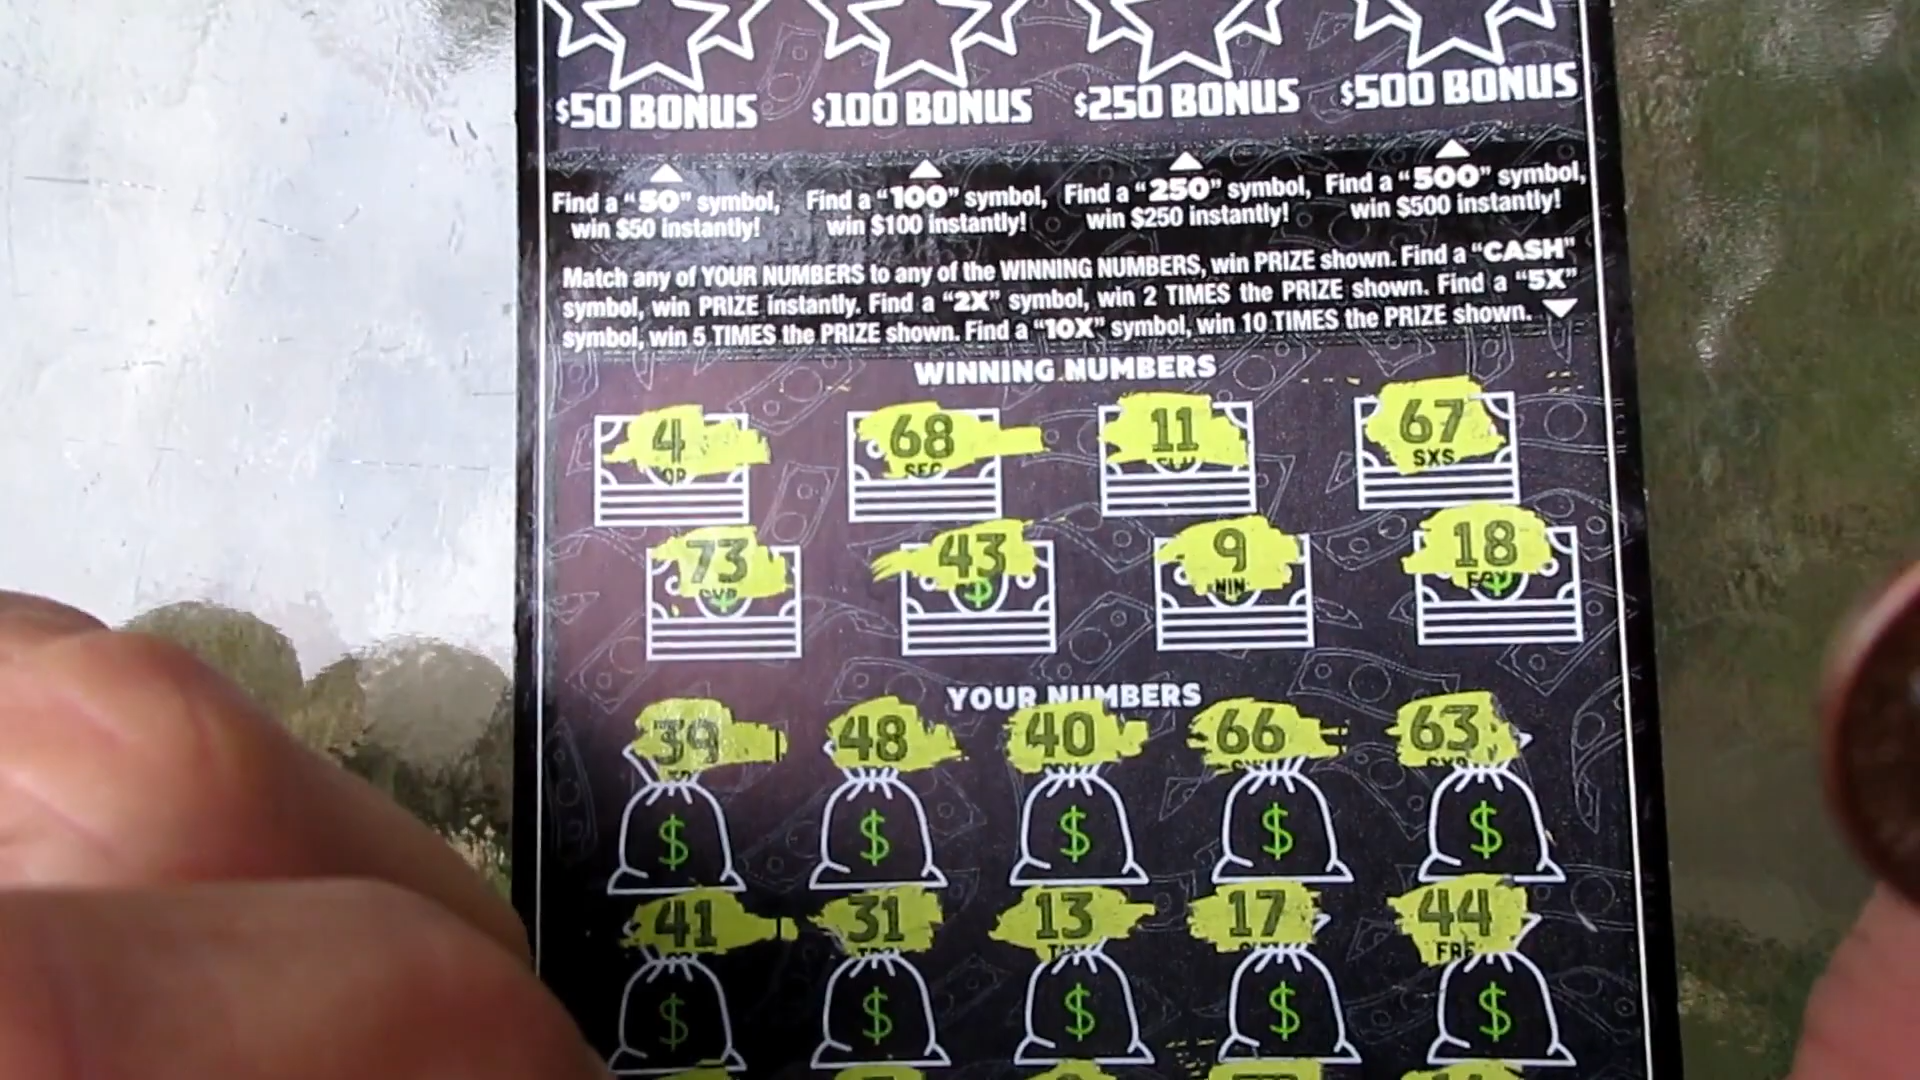 $50 BONUS $100 BONUS $250 BONUS $500 BONUS
Find a “50” symbol, win $50 instantly!
Find a “100” symbol, win $100 instantly!
Find a “250” symbol, win $250 instantly!
Find a “500” symbol, win $500 instantly!
Match any of YOUR NUMBERS to any of the WINNING NUMBERS, win PRIZE shown. Find a “CASH”
symbol, win PRIZE instantly. Find a “2X” symbol, win 2 TIMES the PRIZE shown. Find a “5X”
symbol, win 5 TIMES the PRIZE shown. Find a “10X” symbol, win 10 TIMES the PRIZE shown.
WINNING NUMBERS
4 68 11 67
SXS
73 43 9 18
NIN
$ $
YOUR NUMBERS
39 48 40 66 63
$ $ $ $ $
41 31 13 17 44
$ $ $ $ $